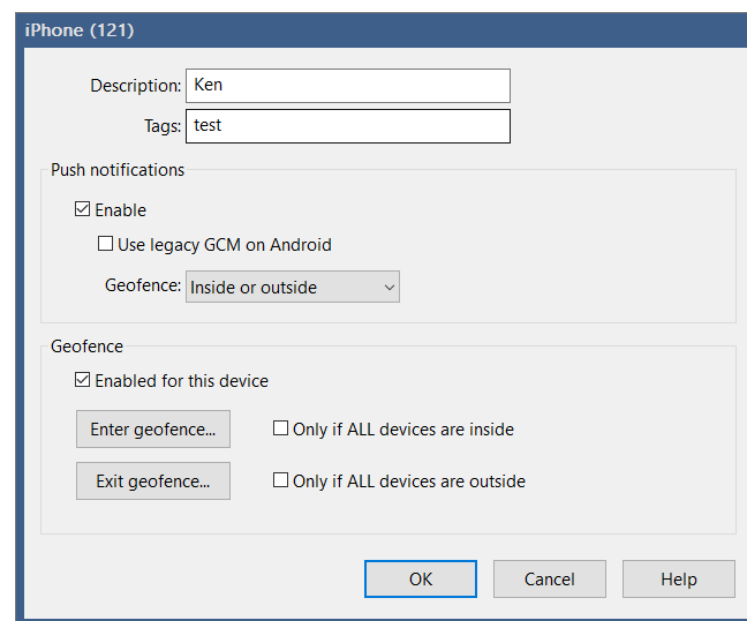 iPhone (121)
Description: Ken
Tags: test
Push notifications
Enable
Use legacy GCM on Android
Geofence: Inside or outside
Geofence
Enabled for this device
Enter geofence... Only if ALL devices are inside
Exit geofence... Only if ALL devices are outside
OK Cancel Help